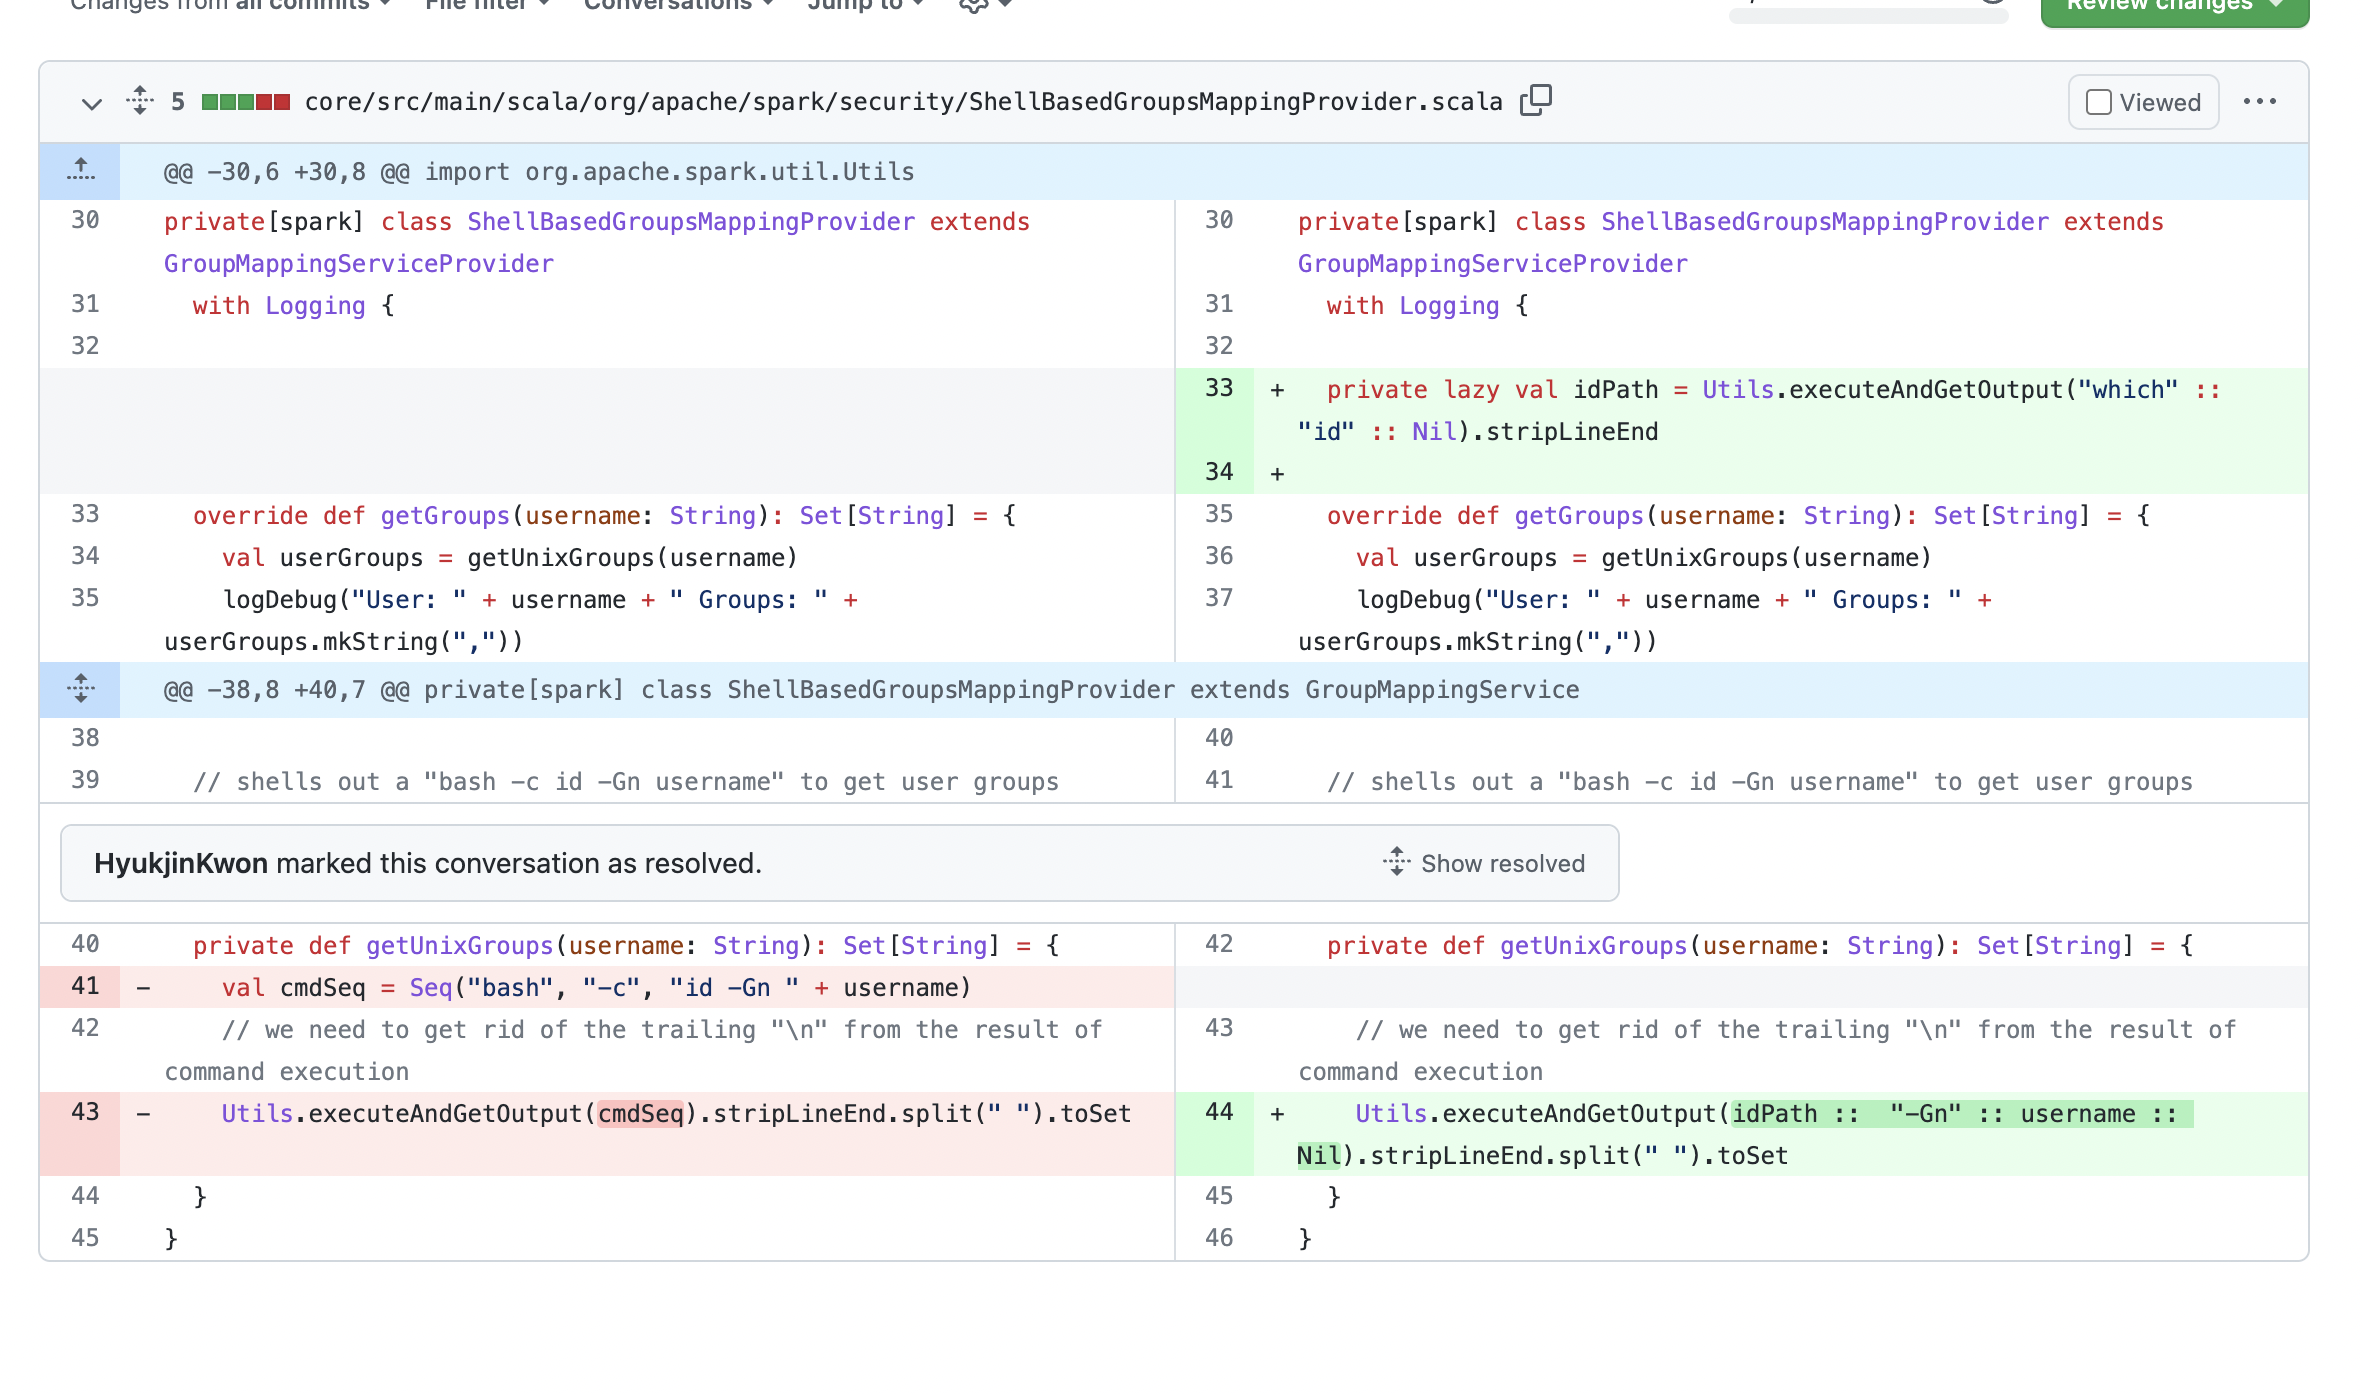 Changes from all commits File filter Conversations Jump to
Review changes
5 core/src/main/scala/org/apache/spark/security/ShellBasedGroupsMappingProvider.scala Viewed ...
@@ -30,6 +30,8 @@ import org.apache.spark.util.Utils
30 private[spark] class ShellBasedGroupsMappingProvider extends
GroupMappingServiceProvider
31 with Logging {
32
30 private[spark] class ShellBasedGroupsMappingProvider extends
GroupMappingServiceProvider
31 with Logging {
32
33 + private lazy val idPath = Utils.executeAndGetOutput("which" ::
"id" :: Nil).stripLineEnd
34 +
33 override def getGroups(username: String): Set[String] = {
34 val userGroups = getUnixGroups(username)
35 logDebug("User: " + username + " Groups: " +
userGroups.mkString(","))
35 override def getGroups(username: String): Set[String] = {
36 val userGroups = getUnixGroups(username)
37 logDebug("User: " + username + " Groups: " +
userGroups.mkString(","))
@@ -38,8 +40,7 @@ private[spark] class ShellBasedGroupsMappingProvider extends GroupMappingService
38
39 // shells out a "bash -c id -Gn username" to get user groups
40
41 // shells out a "bash -c id -Gn username" to get user groups
HyukjinKwon marked this conversation as resolved. Show resolved
40 private def getUnixGroups(username: String): Set[String] = {
41 - val cmdSeq = Seq("bash", "-c", "id -Gn " + username)
42 // we need to get rid of the trailing "\n" from the result of
command execution
43 - Utils.executeAndGetOutput(cmdSeq).stripLineEnd.split(" ").toSet
44 }
45 }
42 private def getUnixGroups(username: String): Set[String] = {
43 // we need to get rid of the trailing "\n" from the result of
command execution
44 + Utils.executeAndGetOutput(idPath ::  "-Gn" :: username ::
Nil).stripLineEnd.split(" ").toSet
45 }
46 }